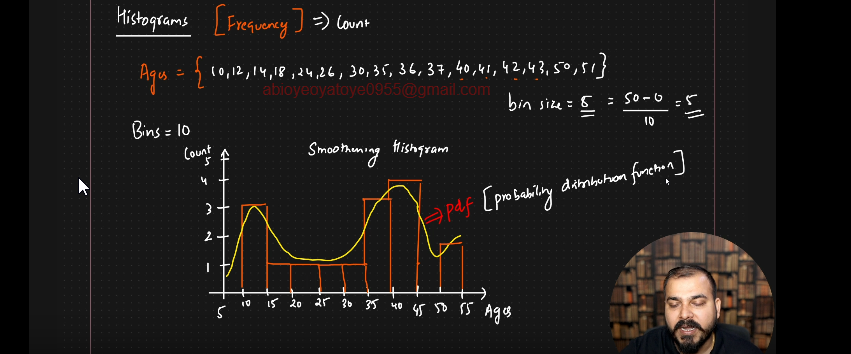 Histograms [Frequency] => Count
Ages = { 10, 12, 14, 18, 24, 26, 30, 35, 36, 37, 40, 41, 42, 43, 50, 51}
abioyeoyatoye0955@gmail.com
bin size = 5 = 50-0/10 = 5
Bins = 10
Count
Smoothening Histogram
5
4
3
2
1
=> pdf [probability distribution function]
5 10 15 20 25 30 35 40 45 50 55 Ages